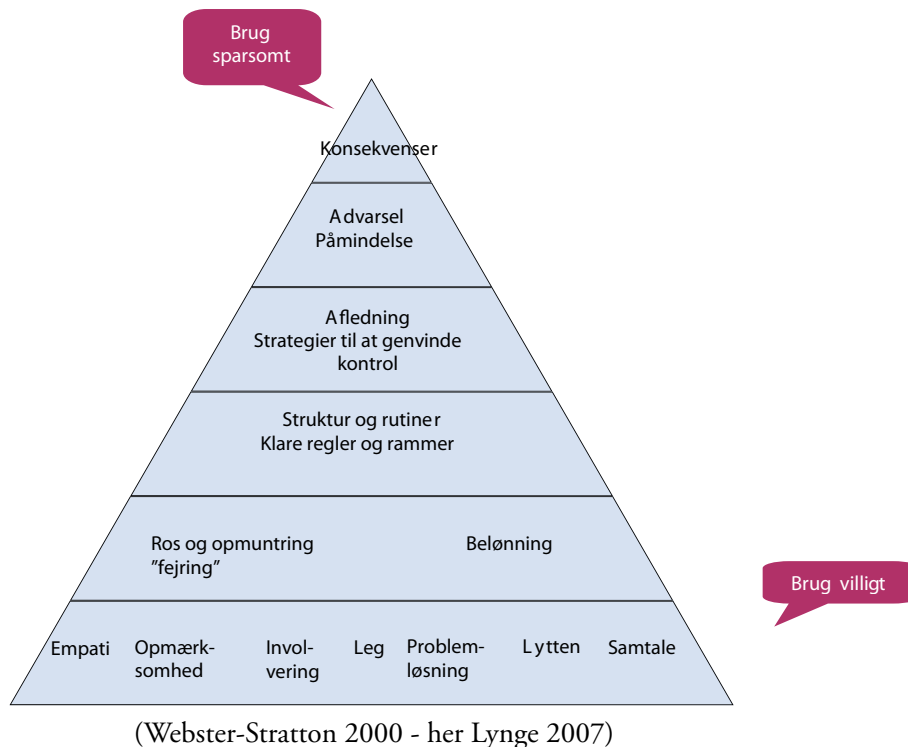 Brug
sparsomt
Konsekvenser
Advarsel
Påmindelse
Afledning
Strategier til at genvinde
kontrol
Struktur og rutiner
Klare regler og rammer
Ros og opmuntring
"fejring"
Belønning
Brug villigt
Empati
Opmærk-
somhed
Invol-
vering
Leg
Problem-
løsning
Lytten
Samtale
(Webster-Stratton 2000 - her Lynge 2007)